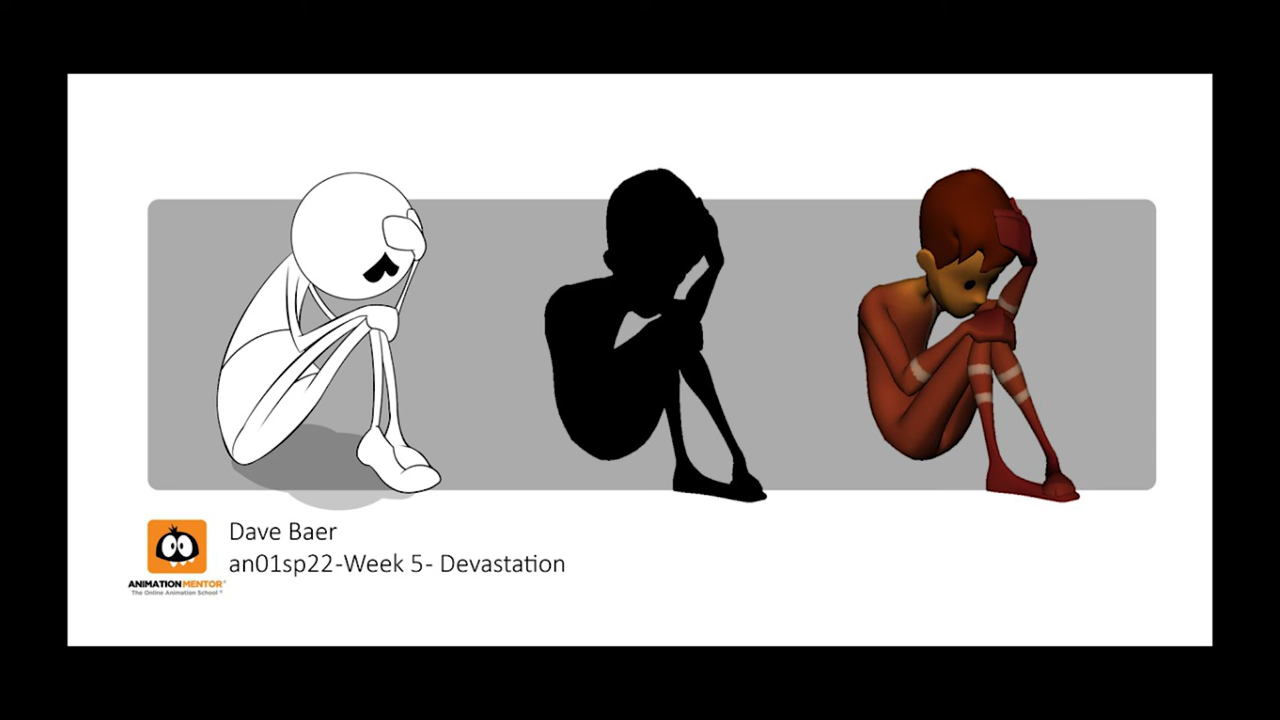 Dave Baer
an01sp22-Week 5- Devastation
ANIMATIONMENTOR®
The Online Animation School®